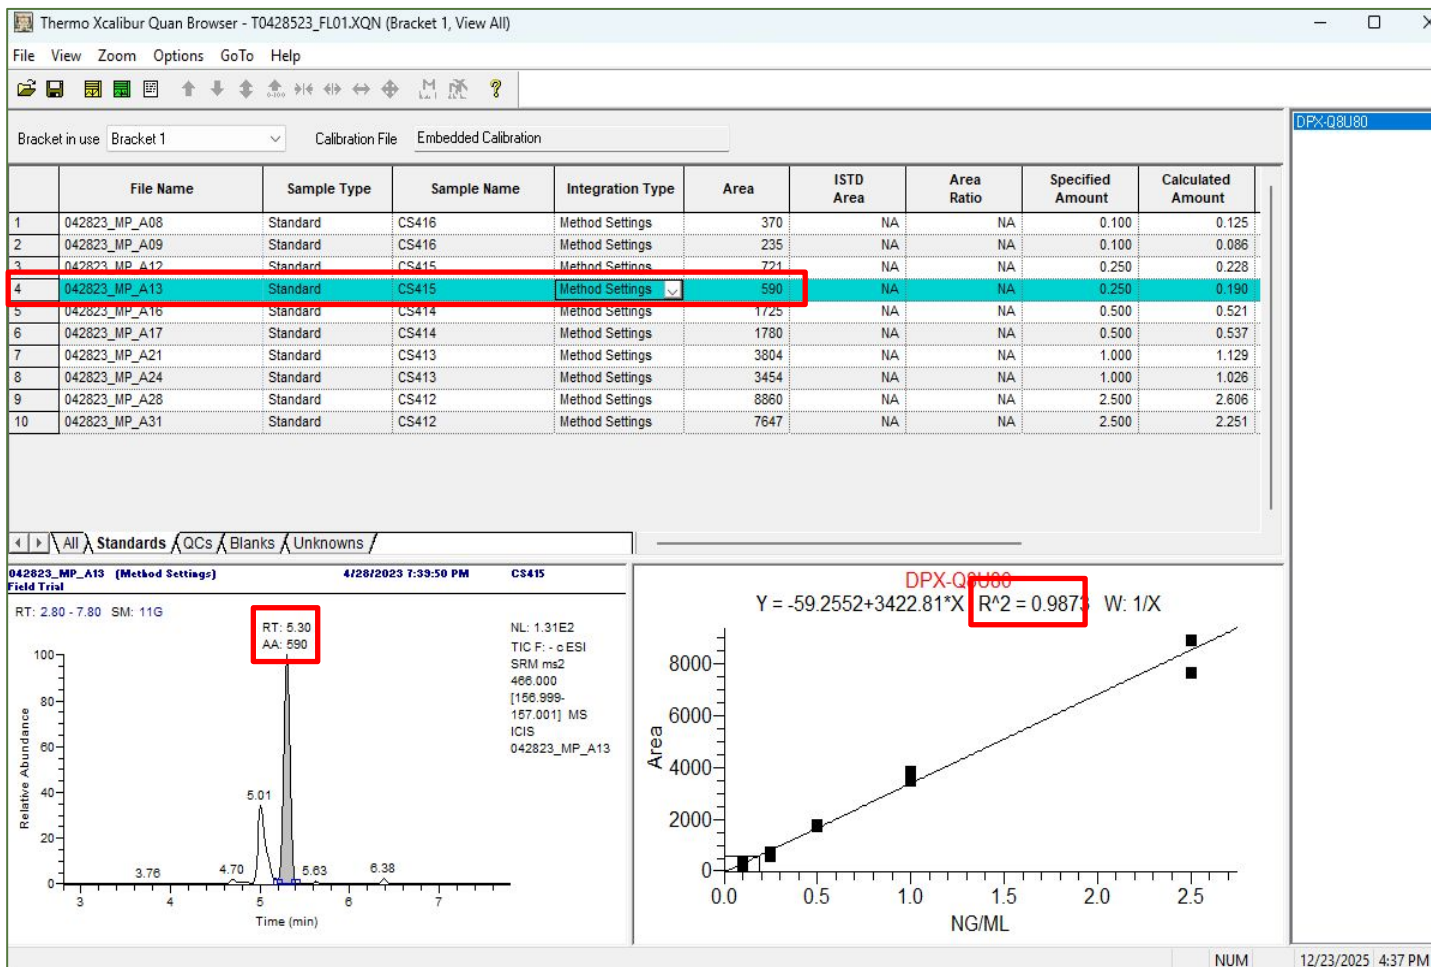 Thermo Xcalibur Quan Browser - T0428523_FL01.XQN (Bracket 1, View All)
File View Zoom Options GoTo Help
Bracket in use Bracket 1 Calibration File Embedded Calibration
DPX-Q8U80
File Name Sample Type Sample Name Integration Type Area ISTD Area Area Ratio Specified Amount Calculated Amount
1 042823_MP_A08 Standard CS416 Method Settings 370 NA NA 0.100 0.125
2 042823_MP_A09 Standard CS416 Method Settings 235 NA NA 0.100 0.086
3 042823_MP_A12 Standard CS415 Method Settings 721 NA NA 0.250 0.228
4 042823_MP_A13 Standard CS415 Method Settings 590 NA NA 0.250 0.190
5 042823_MP_A16 Standard CS414 Method Settings 1725 NA NA 0.500 0.521
6 042823_MP_A17 Standard CS414 Method Settings 1780 NA NA 0.500 0.537
7 042823_MP_A21 Standard CS413 Method Settings 3804 NA NA 1.000 1.129
8 042823_MP_A24 Standard CS413 Method Settings 3454 NA NA 1.000 1.026
9 042823_MP_A28 Standard CS412 Method Settings 8860 NA NA 2.500 2.606
10 042823_MP_A31 Standard CS412 Method Settings 7647 NA NA 2.500 2.251
All Standards QCs Blanks Unknowns
042823_MP_A13 (Method Settings) 4/28/2023 7:39:50 PM CS415
Field Trial
RT: 2.80 - 7.80 SM: 11G
RT: 5.30
AA: 590
NL: 1.31E2
TIC F: - c ESI
SRM ms2
466.000
[156.999-
157.001] MS
ICIS
042823_MP_A13
100
80
60
40
20
0
Relative Abundance
3.76 4.70 5.01 5.63 6.38
3 4 5 6 7
Time (min)
DPX-Q8U80
Y = -59.2552+3422.81*X R^2 = 0.9873 W: 1/X
8000
6000
4000
2000
0
Area
0.0 0.5 1.0 1.5 2.0 2.5
NG/ML
NUM 12/23/2025 4:37 PM